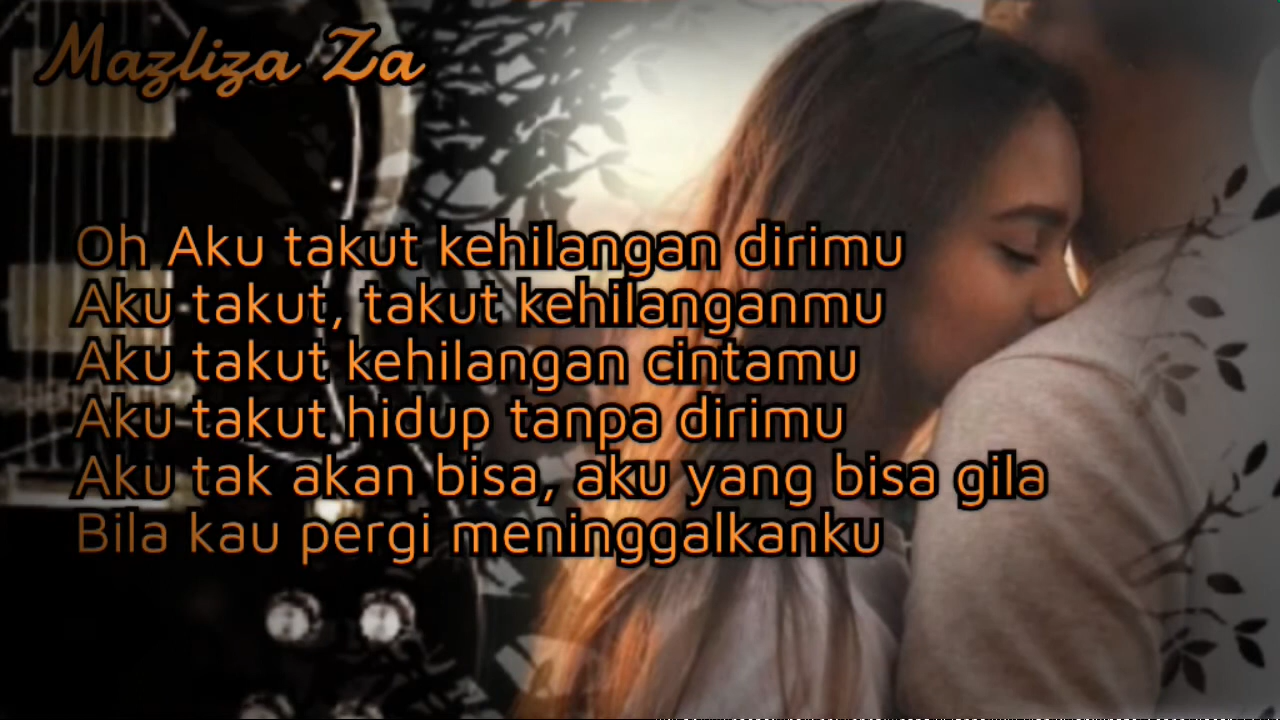 Mazliza Za
Oh Aku takut kehilangan dirimu
Aku takut, takut kehilanganmu
Aku takut kehilangan cintamu
Aku takut hidup tanpa dirimu
Aku tak akan bisa, aku yang bisa gila
Bila kau pergi meninggalkanku